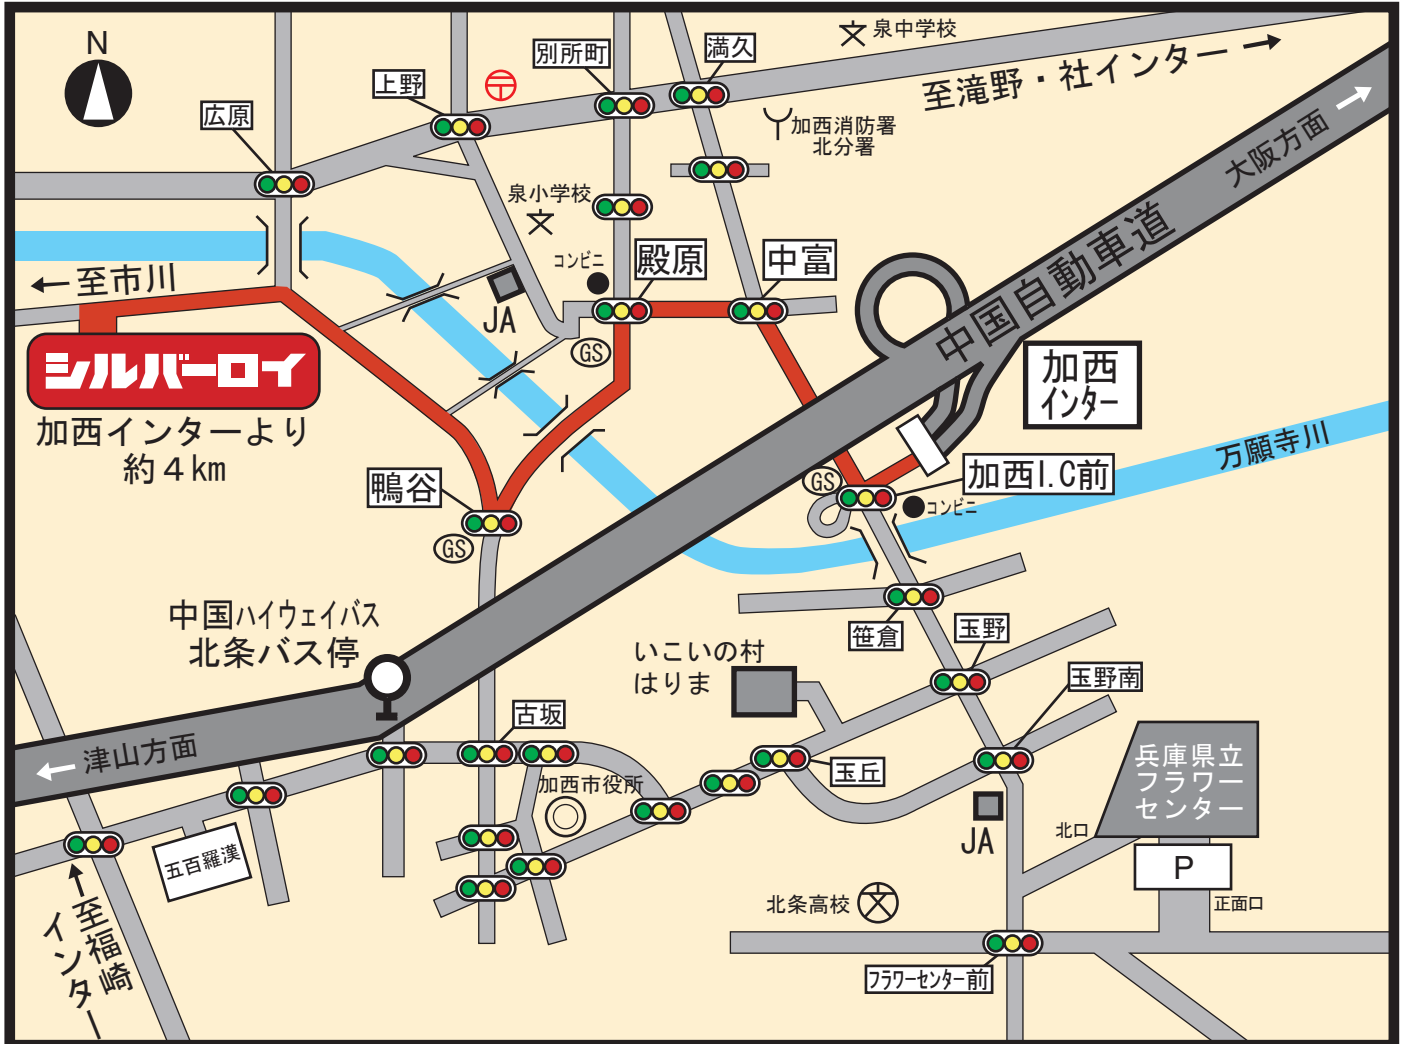 N
泉中学校
別所町
満久
上野
広原
至滝野・社インター
加西消防署
北分署
大阪方面
泉小学校
コンビニ
殿原
中富
中国自動車道
至市川
JA
GS
シルバーロイ
加西インターより
約4km
加西
インター
万願寺川
鴨谷
GS
GS
加西I.C前
コンビニ
中国ハイウェイバス
北条バス停
笹倉
玉野
いこいの村
はりま
玉野南
古坂
津山方面
玉丘
加西市役所
兵庫県立
フラワー
センター
JA
北口
五百羅漢
P
北条高校
正面口
至福崎
インター
フラワーセンター前